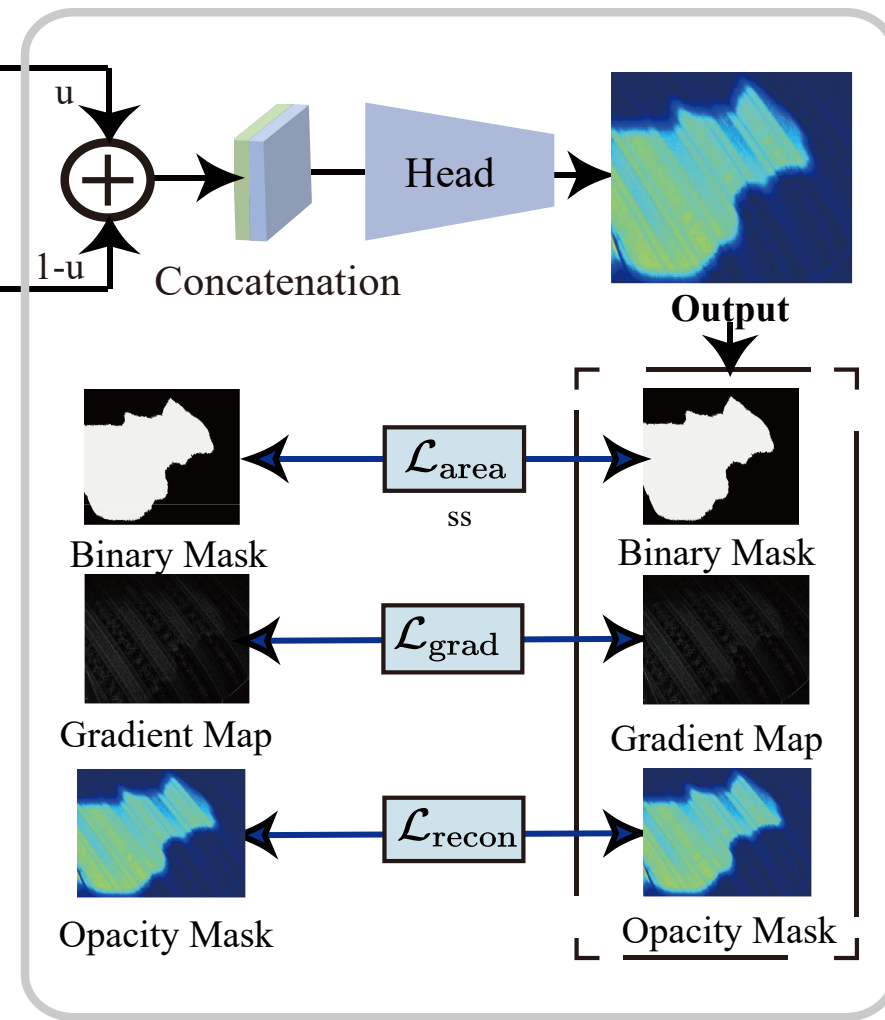 u
1-u
Concatenation
Head
Output
ℒarea
ss
Binary Mask
Binary Mask
ℒgrad
Gradient Map
Gradient Map
ℒrecon
Opacity Mask
Opacity Mask